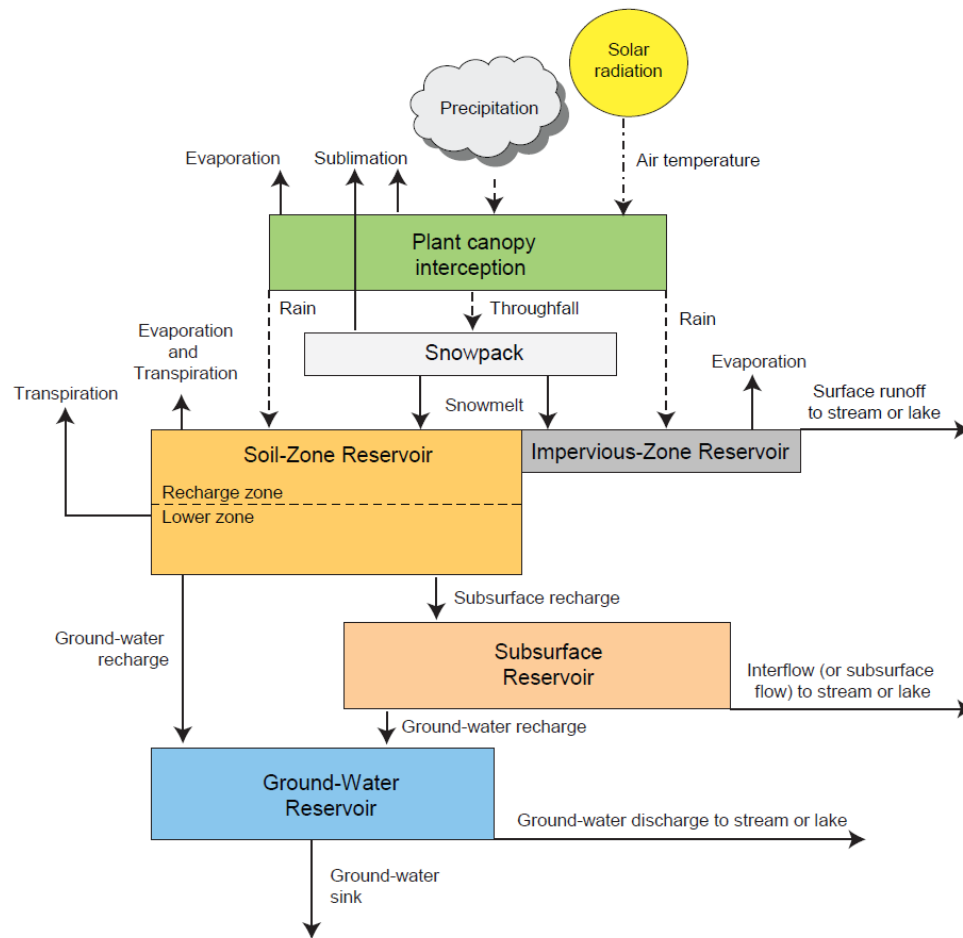 Solar
radiation
Precipitation
Evaporation
Sublimation
Air temperature
Plant canopy
interception
Rain
Throughfall
Rain
Evaporation
and
Transpiration
Snowpack
Evaporation
Transpiration
Snowmelt
Surface runoff
to stream or lake
Soil-Zone Reservoir
Impervious-Zone Reservoir
Recharge zone
Lower zone
Subsurface recharge
Ground-water
recharge
Subsurface
Reservoir
Interflow (or subsurface
flow) to stream or lake
Ground-water recharge
Ground-Water
Reservoir
Ground-water discharge to stream or lake
Ground-water
sink